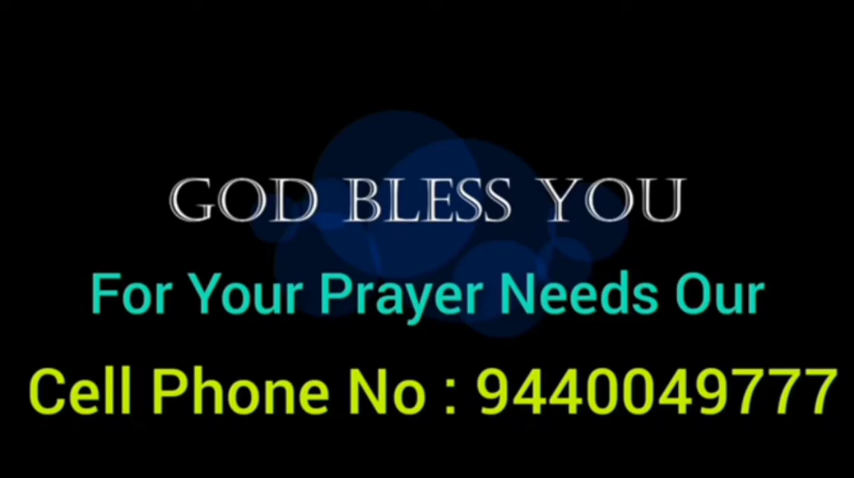 GOD BLESS YOU
For Your Prayer Needs Our
Cell Phone No : 9440049777